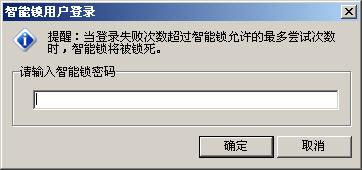 智能锁用户登录
提醒：当登录失败次数超过智能锁允许的最多尝试次数
时，智能锁将被锁死。
请输入智能锁密码
确定
取消